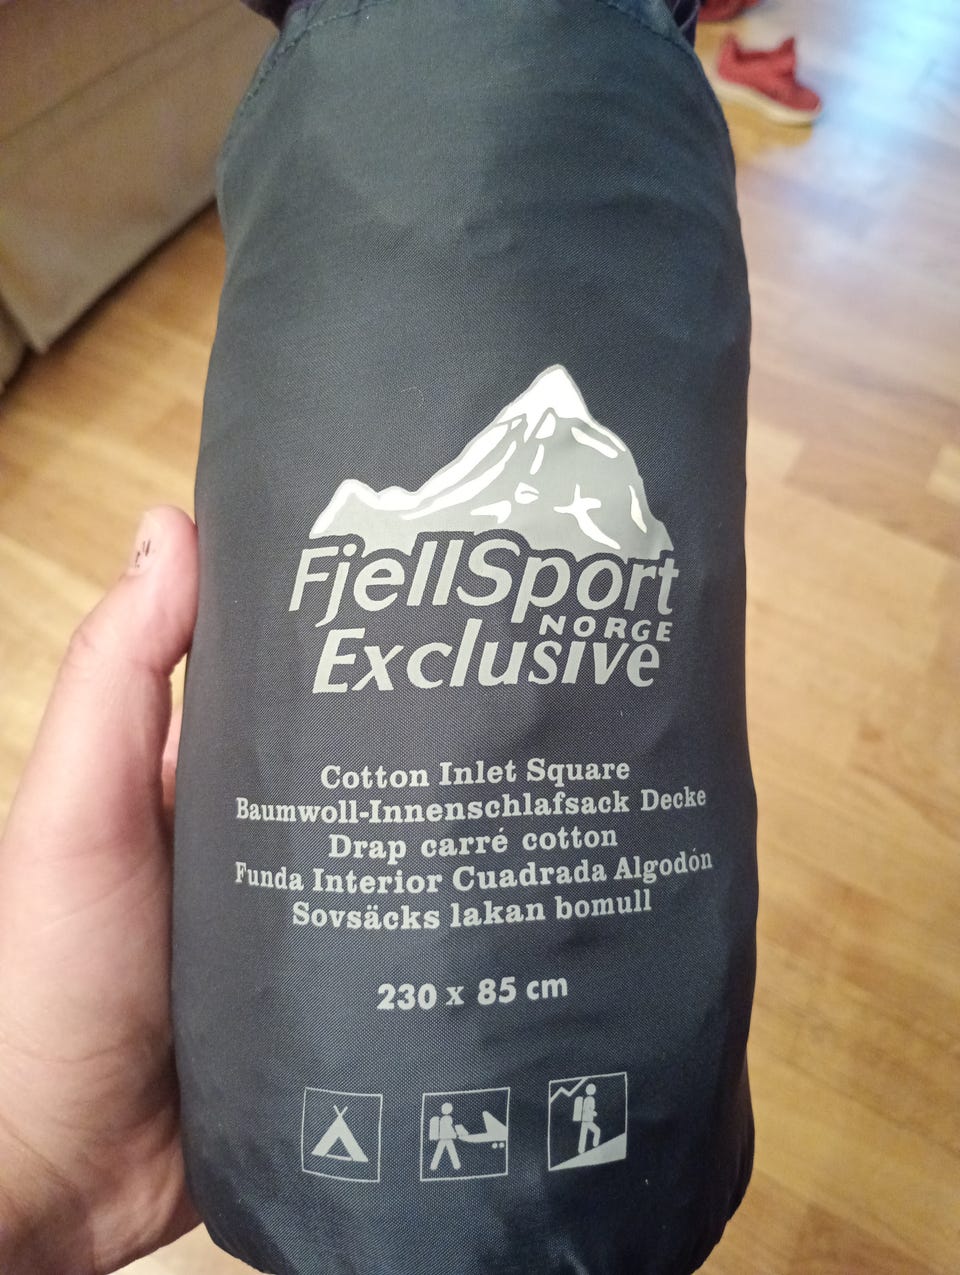 FjellSport
NORGE
Exclusive
Cotton Inlet Square
Baumwoll-Innenschlafsack Decke
Drap carré cotton
Funda Interior Cuadrada Algodón
Sovsäcks lakan bomull
230 x 85 cm